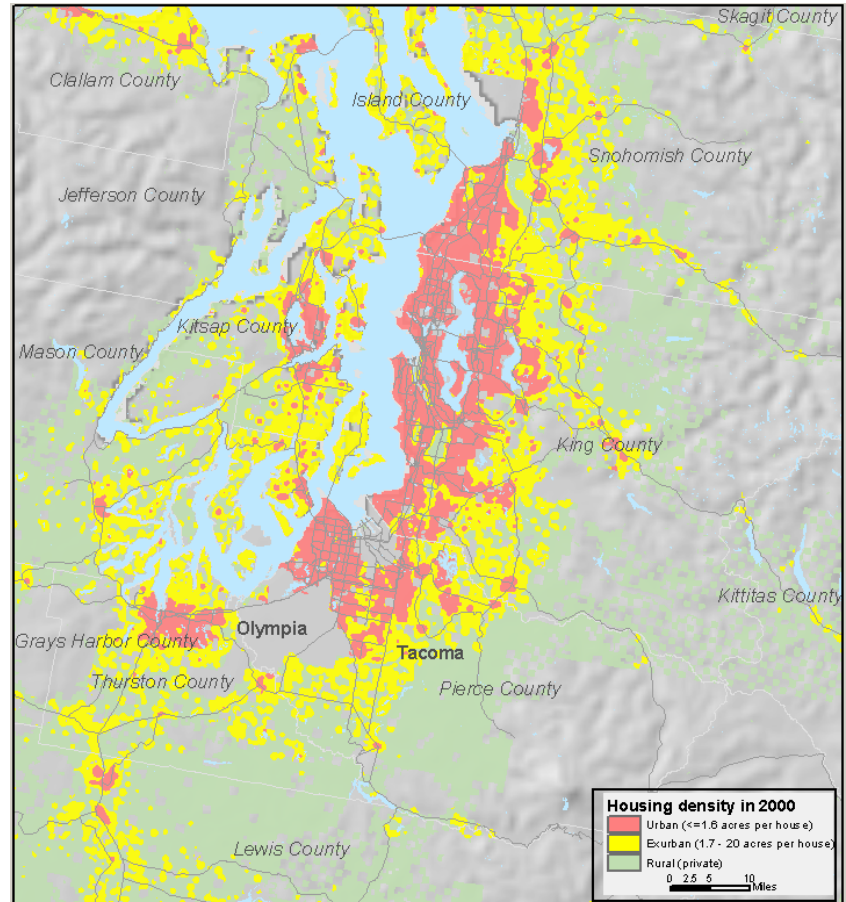 Skagit County
Clallam County
Island County
Snohomish County
Jefferson County
Kitsap County
Mason County
King County
Kittitas County
Olympia
Grays Harbor County
Tacoma
Thurston County
Pierce County
Lewis County
Housing density in 2000
Urban (<=1.6 acres per house)
Exurban (1.7 - 20 acres per house)
Rural (private)
0 2.5 5 10
Miles